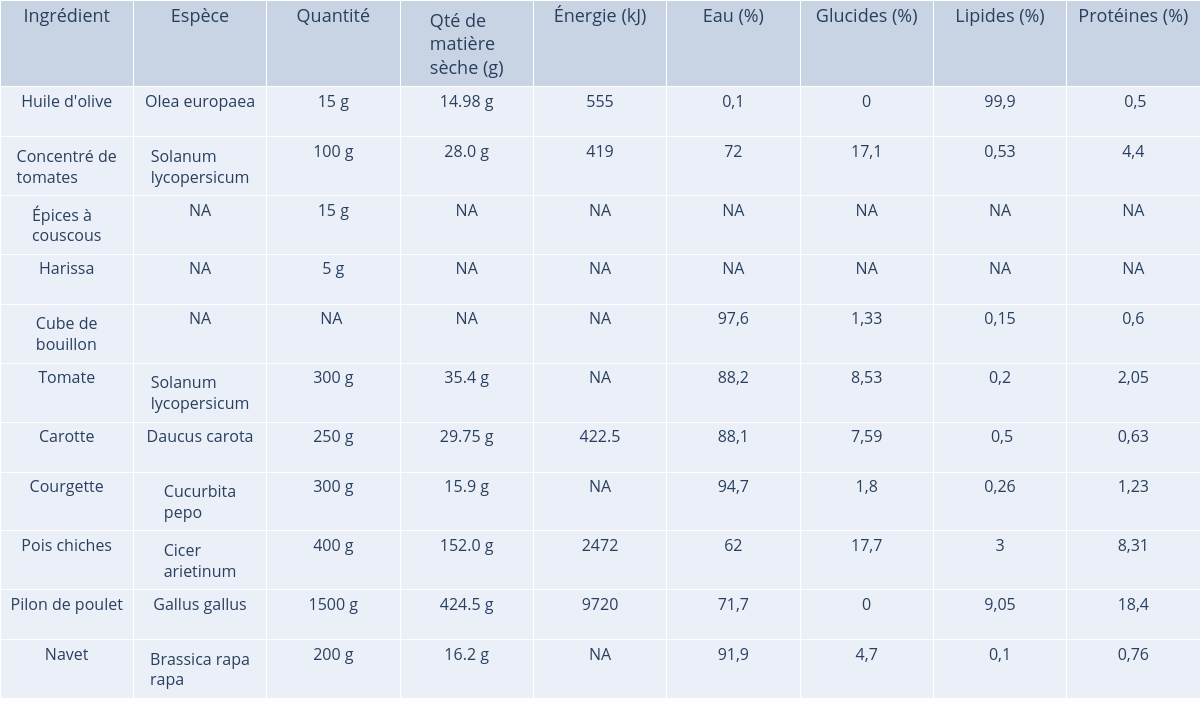 Ingrédient Espèce Quantité Qté de matière sèche (g) Énergie (kJ) Eau (%) Glucides (%) Lipides (%) Protéines (%)
Huile d'olive Olea europaea 15 g 14.98 g 555 0,1 0 99,9 0,5
Concentré de tomates Solanum lycopersicum 100 g 28.0 g 419 72 17,1 0,53 4,4
Épices à couscous NA 15 g NA NA NA NA NA NA
Harissa NA 5 g NA NA NA NA NA NA
Cube de bouillon NA NA NA NA 97,6 1,33 0,15 0,6
Tomate Solanum lycopersicum 300 g 35.4 g NA 88,2 8,53 0,2 2,05
Carotte Daucus carota 250 g 29.75 g 422.5 88,1 7,59 0,5 0,63
Courgette Cucurbita pepo 300 g 15.9 g NA 94,7 1,8 0,26 1,23
Pois chiches Cicer arietinum 400 g 152.0 g 2472 62 17,7 3 8,31
Pilon de poulet Gallus gallus 1500 g 424.5 g 9720 71,7 0 9,05 18,4
Navet Brassica rapa rapa 200 g 16.2 g NA 91,9 4,7 0,1 0,76